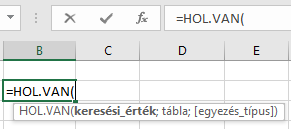 =HOL.VAN(
B C D E
=HOL.VAN(
HOL.VAN(keresési_érték; tábla; [egyezés_típus])